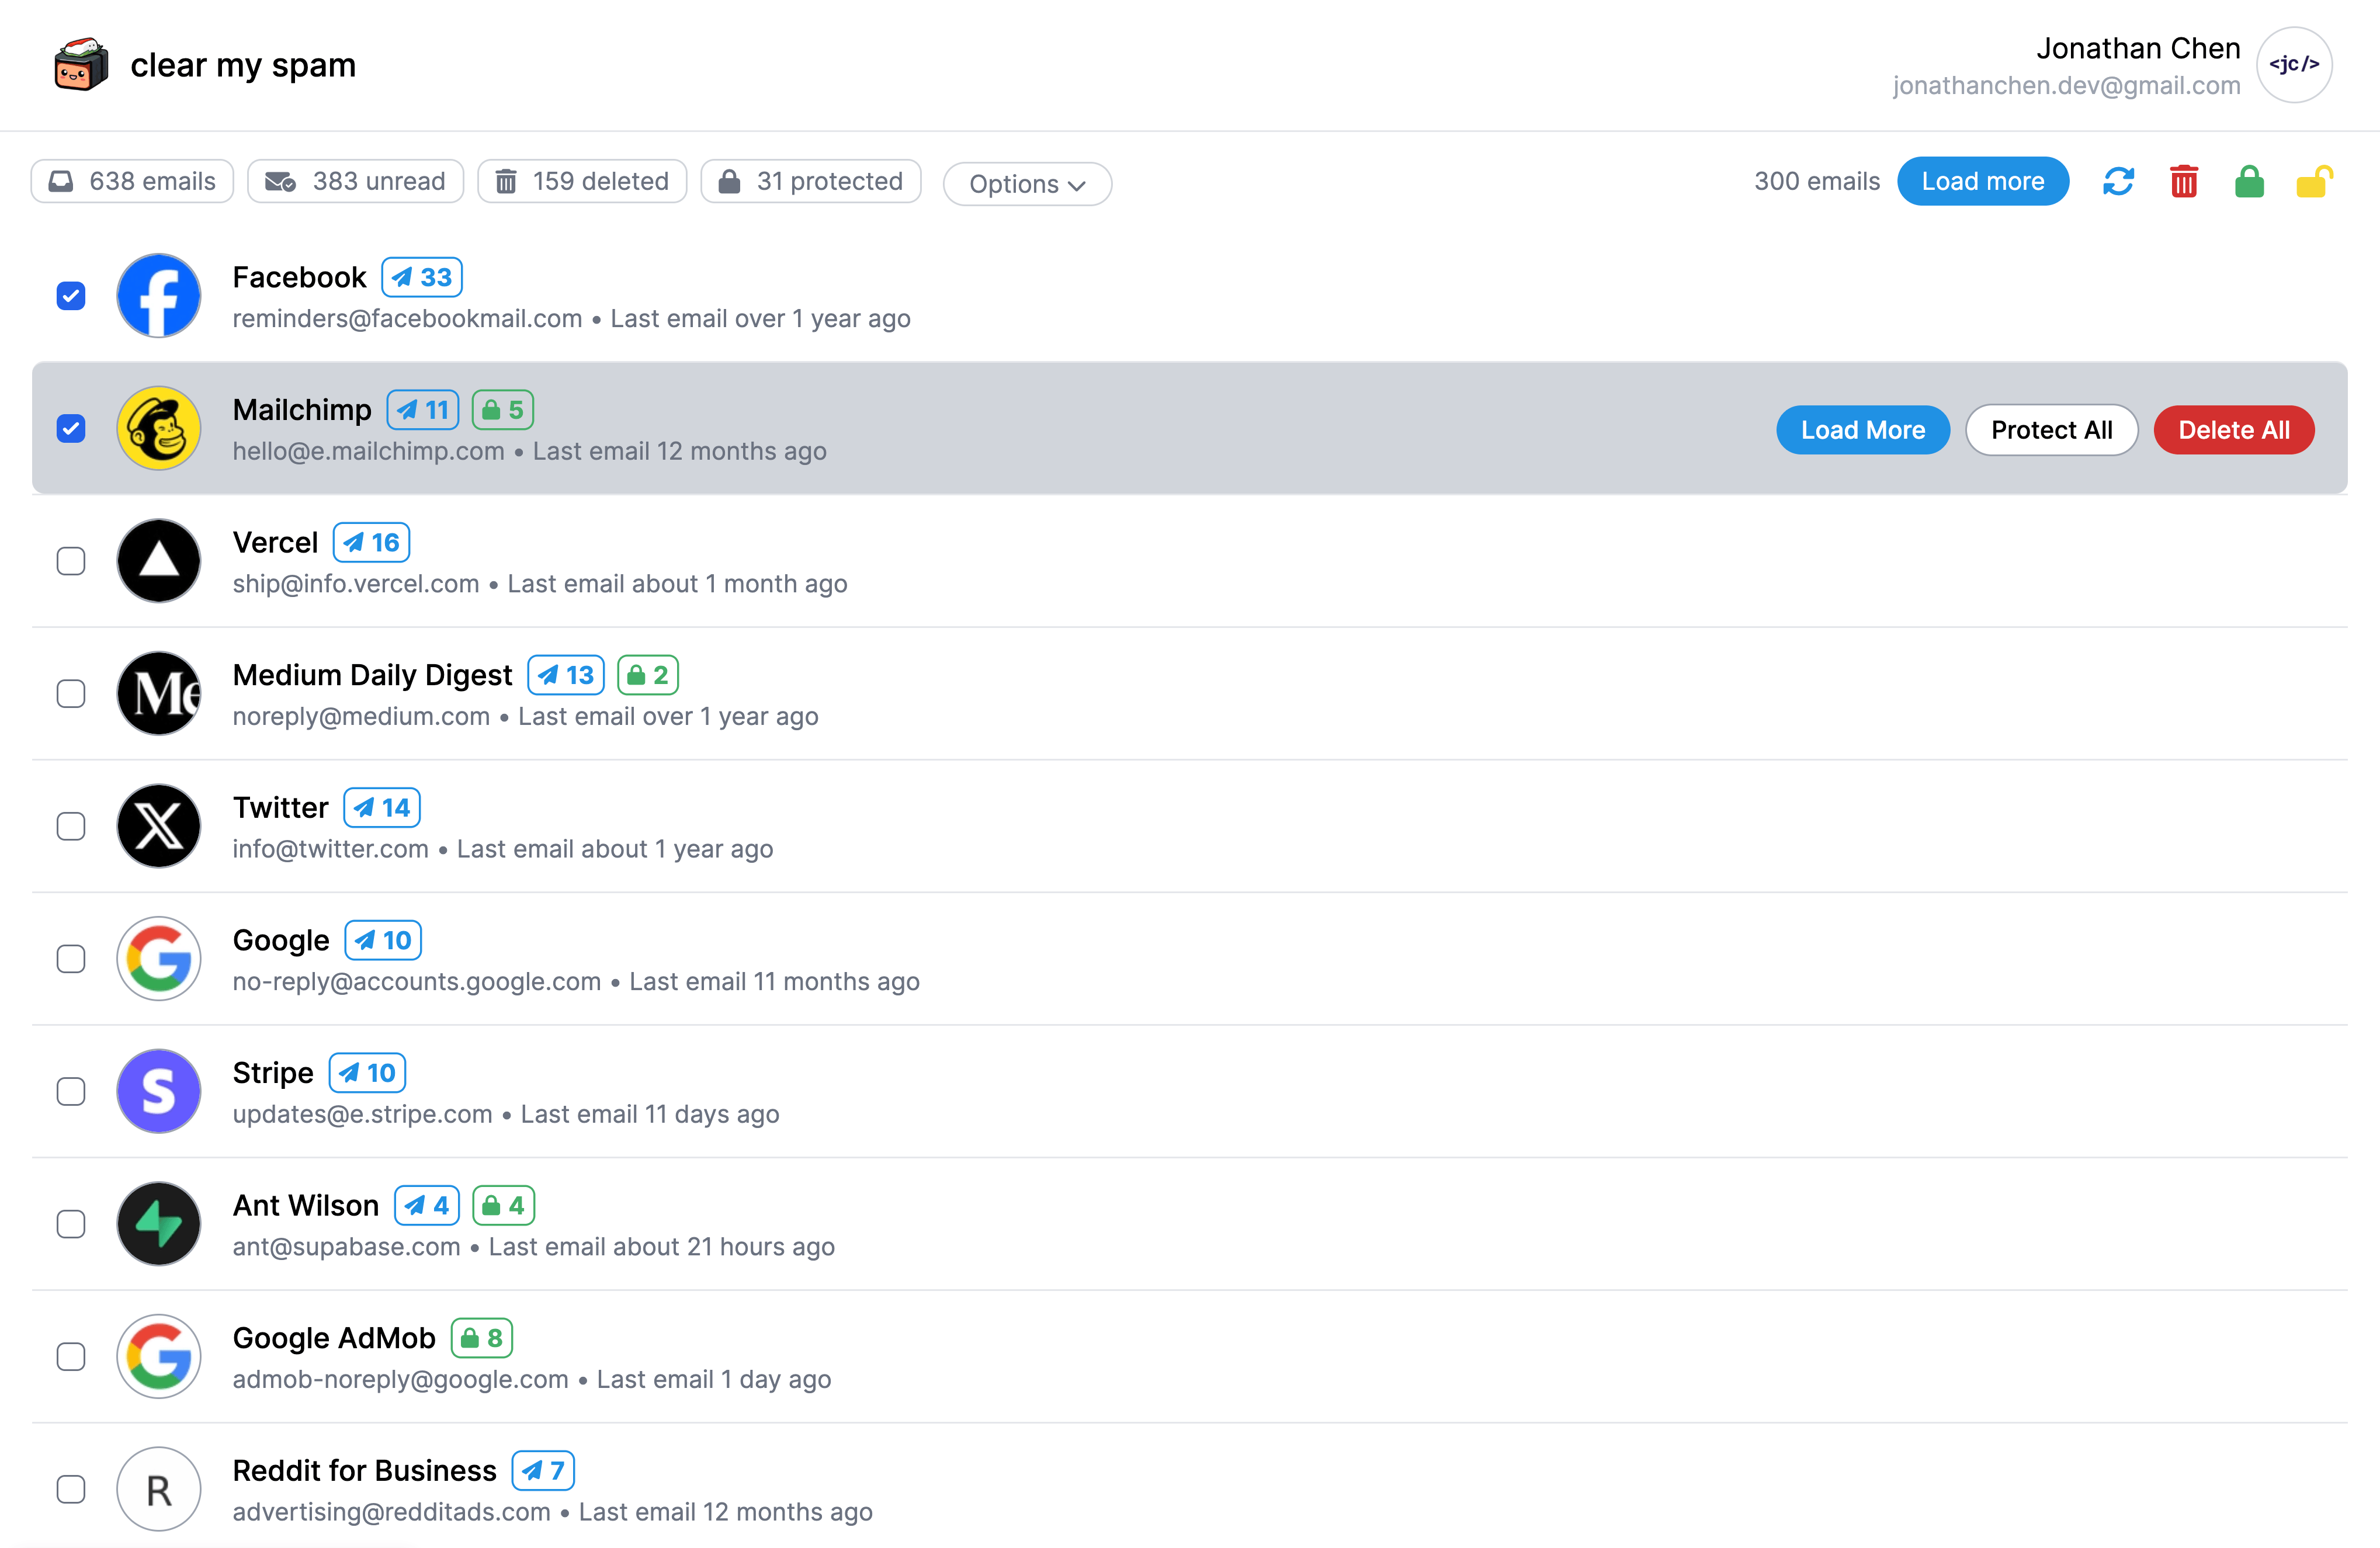 clear my spam
Jonathan Chen
jonathanchen.dev@gmail.com
<jc/>
638 emails
383 unread
159 deleted
31 protected
Options
300 emails
Load more
Facebook 33
reminders@facebookmail.com • Last email over 1 year ago
Mailchimp 11 5
hello@e.mailchimp.com • Last email 12 months ago
Load More
Protect All
Delete All
Vercel 16
ship@info.vercel.com • Last email about 1 month ago
Me
Medium Daily Digest 13 2
noreply@medium.com • Last email over 1 year ago
Twitter 14
info@twitter.com • Last email about 1 year ago
Google 10
no-reply@accounts.google.com • Last email 11 months ago
S
Stripe 10
updates@e.stripe.com • Last email 11 days ago
Ant Wilson 4 4
ant@supabase.com • Last email about 21 hours ago
Google AdMob 8
admob-noreply@google.com • Last email 1 day ago
R
Reddit for Business 7
advertising@redditads.com • Last email 12 months ago